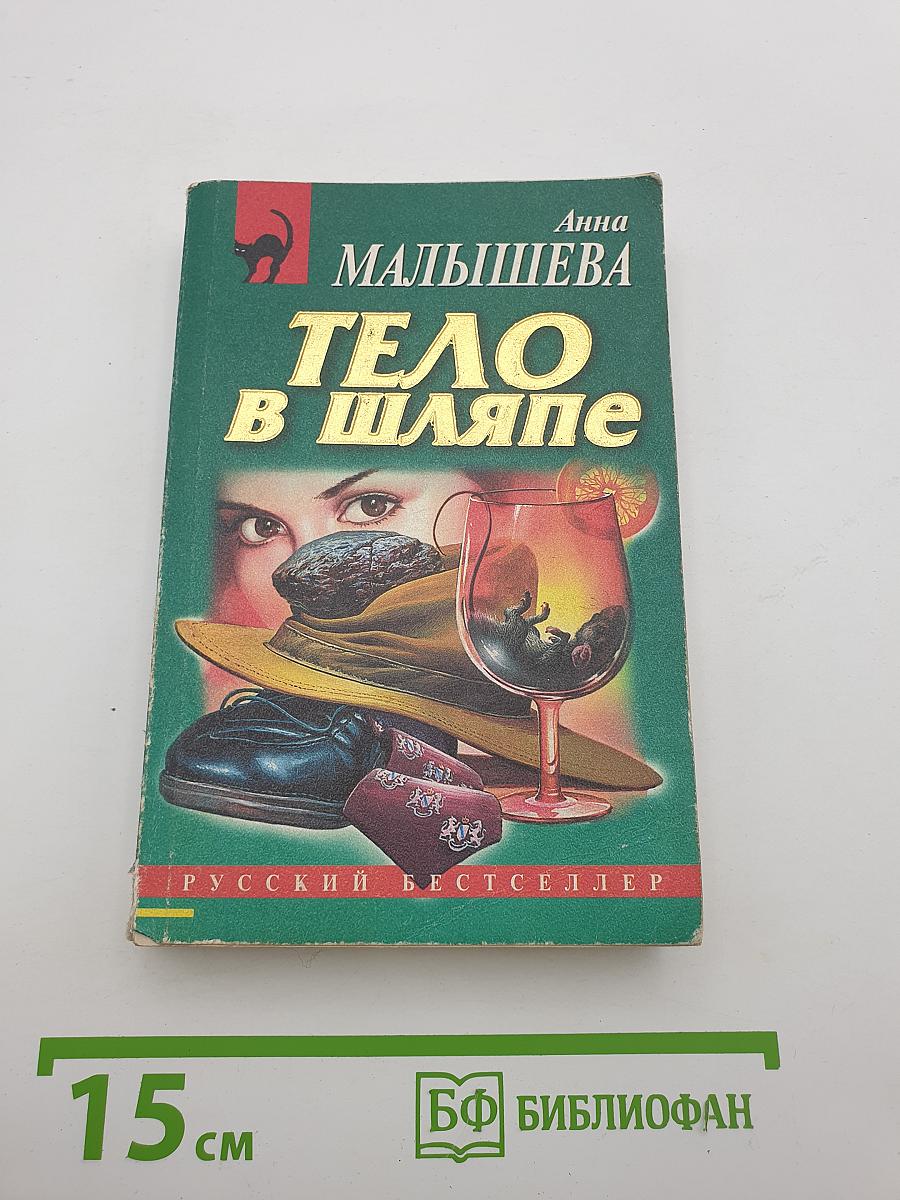 Анна
МАЛЫШЕВА
ТЕЛО
В ШЛЯПЕ
РУССКИЙ БЕСТСЕЛЛЕР
15 см
БФ БИБЛИОФАН